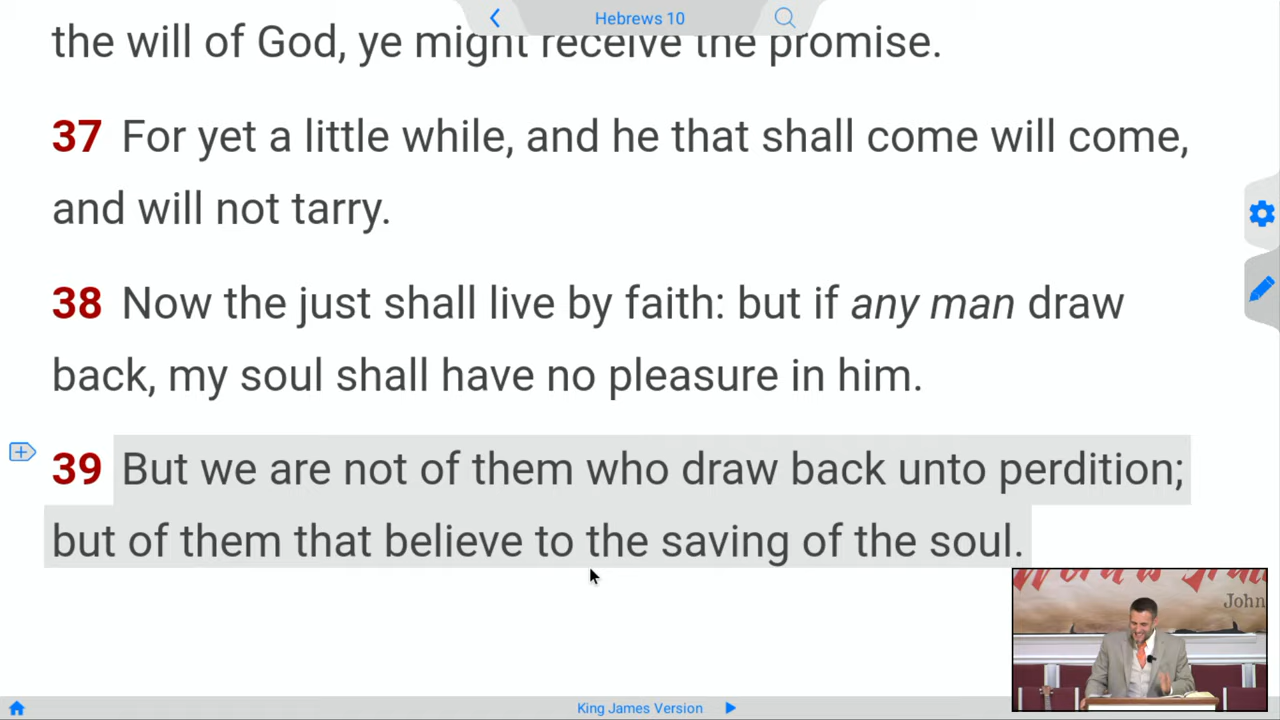 Hebrews 10
the will of God, ye might receive the promise.
37 For yet a little while, and he that shall come will come,
and will not tarry.
38 Now the just shall live by faith: but if any man draw
back, my soul shall have no pleasure in him.
39 But we are not of them who draw back unto perdition;
but of them that believe to the saving of the soul.
Word is
John
King James Version